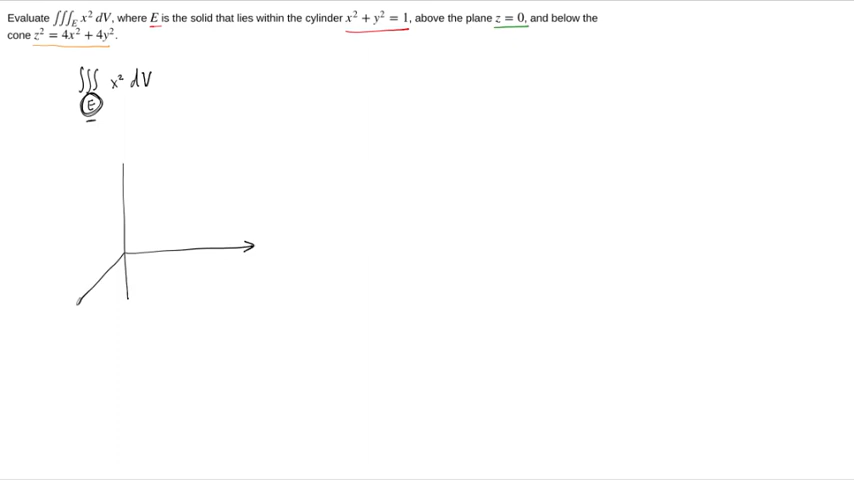 Evaluate ∭_E x² dV, where E is the solid that lies within the cylinder x² + y² = 1, above the plane z = 0, and below the
cone z² = 4x² + 4y².
∭ x² dV
E